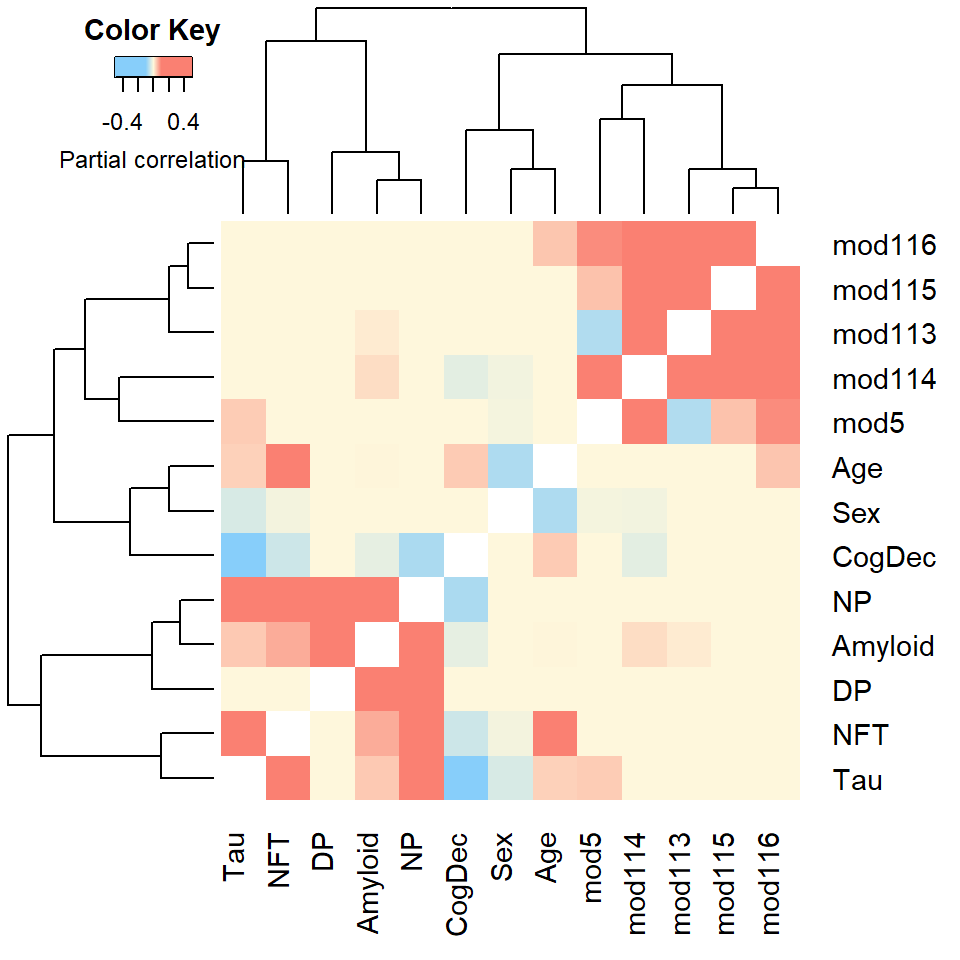 Color Key
-0.4 0.4
Partial correlation
mod116
mod115
mod113
mod114
mod5
Age
Sex
CogDec
NP
Amyloid
DP
NFT
Tau
Tau
NFT
DP
Amyloid
NP
CogDec
Sex
Age
mod5
mod114
mod113
mod115
mod116